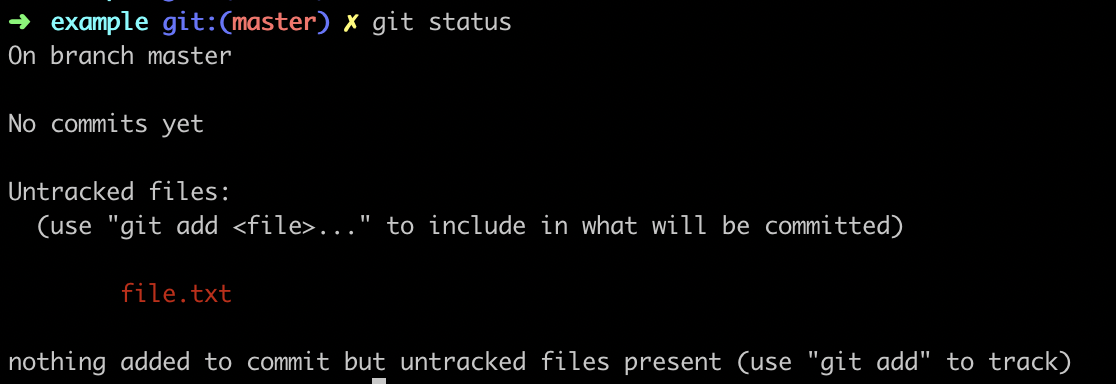 ➜ example git:(master) ✗ git status
On branch master
No commits yet
Untracked files:
(use "git add <file>..." to include in what will be committed)
file.txt
nothing added to commit but untracked files present (use "git add" to track)